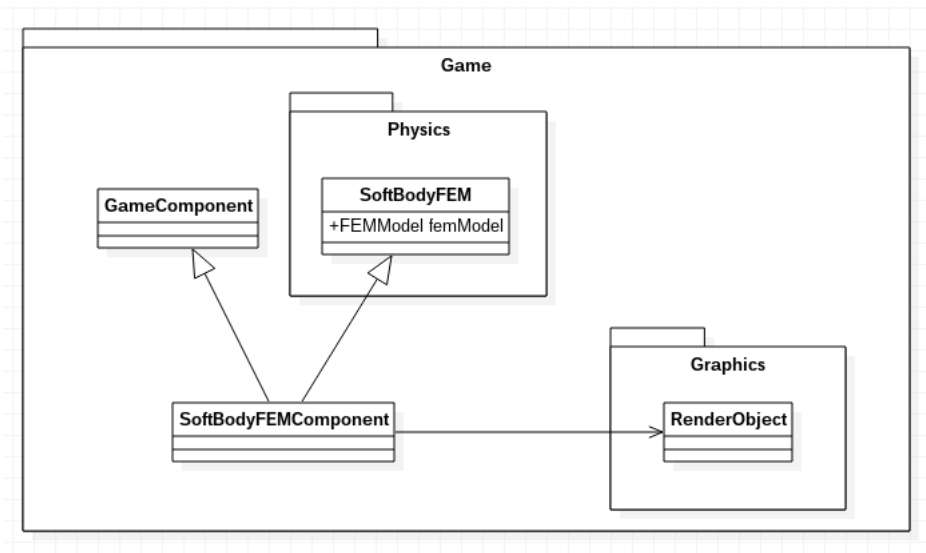 Game
Physics
GameComponent
SoftBodyFEM
+FEMModel femModel
Graphics
SoftBodyFEMComponent
RenderObject